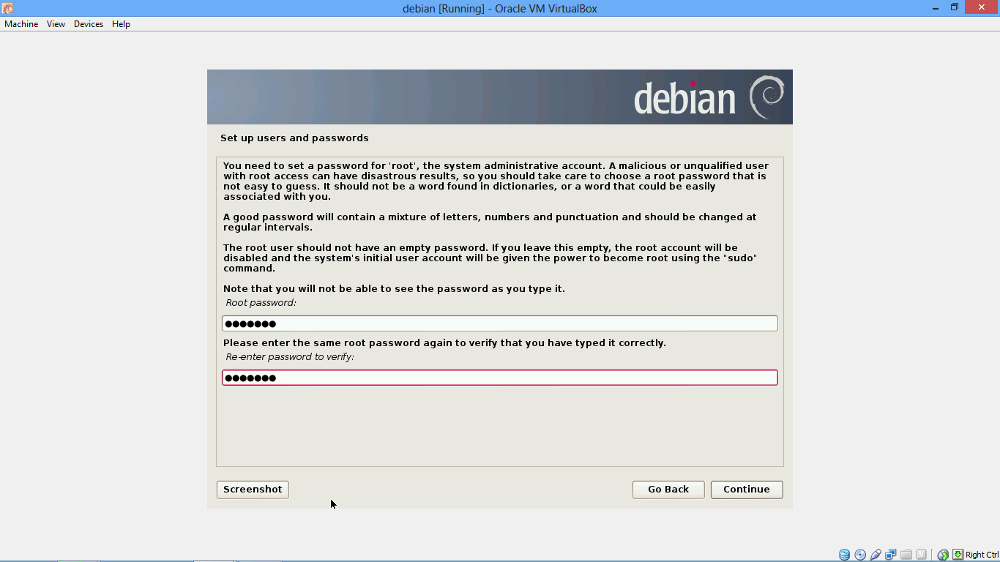 debian [Running] - Oracle VM VirtualBox
Machine View Devices Help
debian
Set up users and passwords
You need to set a password for 'root', the system administrative account. A malicious or unqualified user
with root access can have disastrous results, so you should take care to choose a root password that is
not easy to guess. It should not be a word found in dictionaries, or a word that could be easily
associated with you.
A good password will contain a mixture of letters, numbers and punctuation and should be changed at
regular intervals.
The root user should not have an empty password. If you leave this empty, the root account will be
disabled and the system's initial user account will be given the power to become root using the "sudo"
command.
Note that you will not be able to see the password as you type it.
Root password:
●●●●●●●
Please enter the same root password again to verify that you have typed it correctly.
Re-enter password to verify:
●●●●●●●
Screenshot Go Back Continue
Right Ctrl